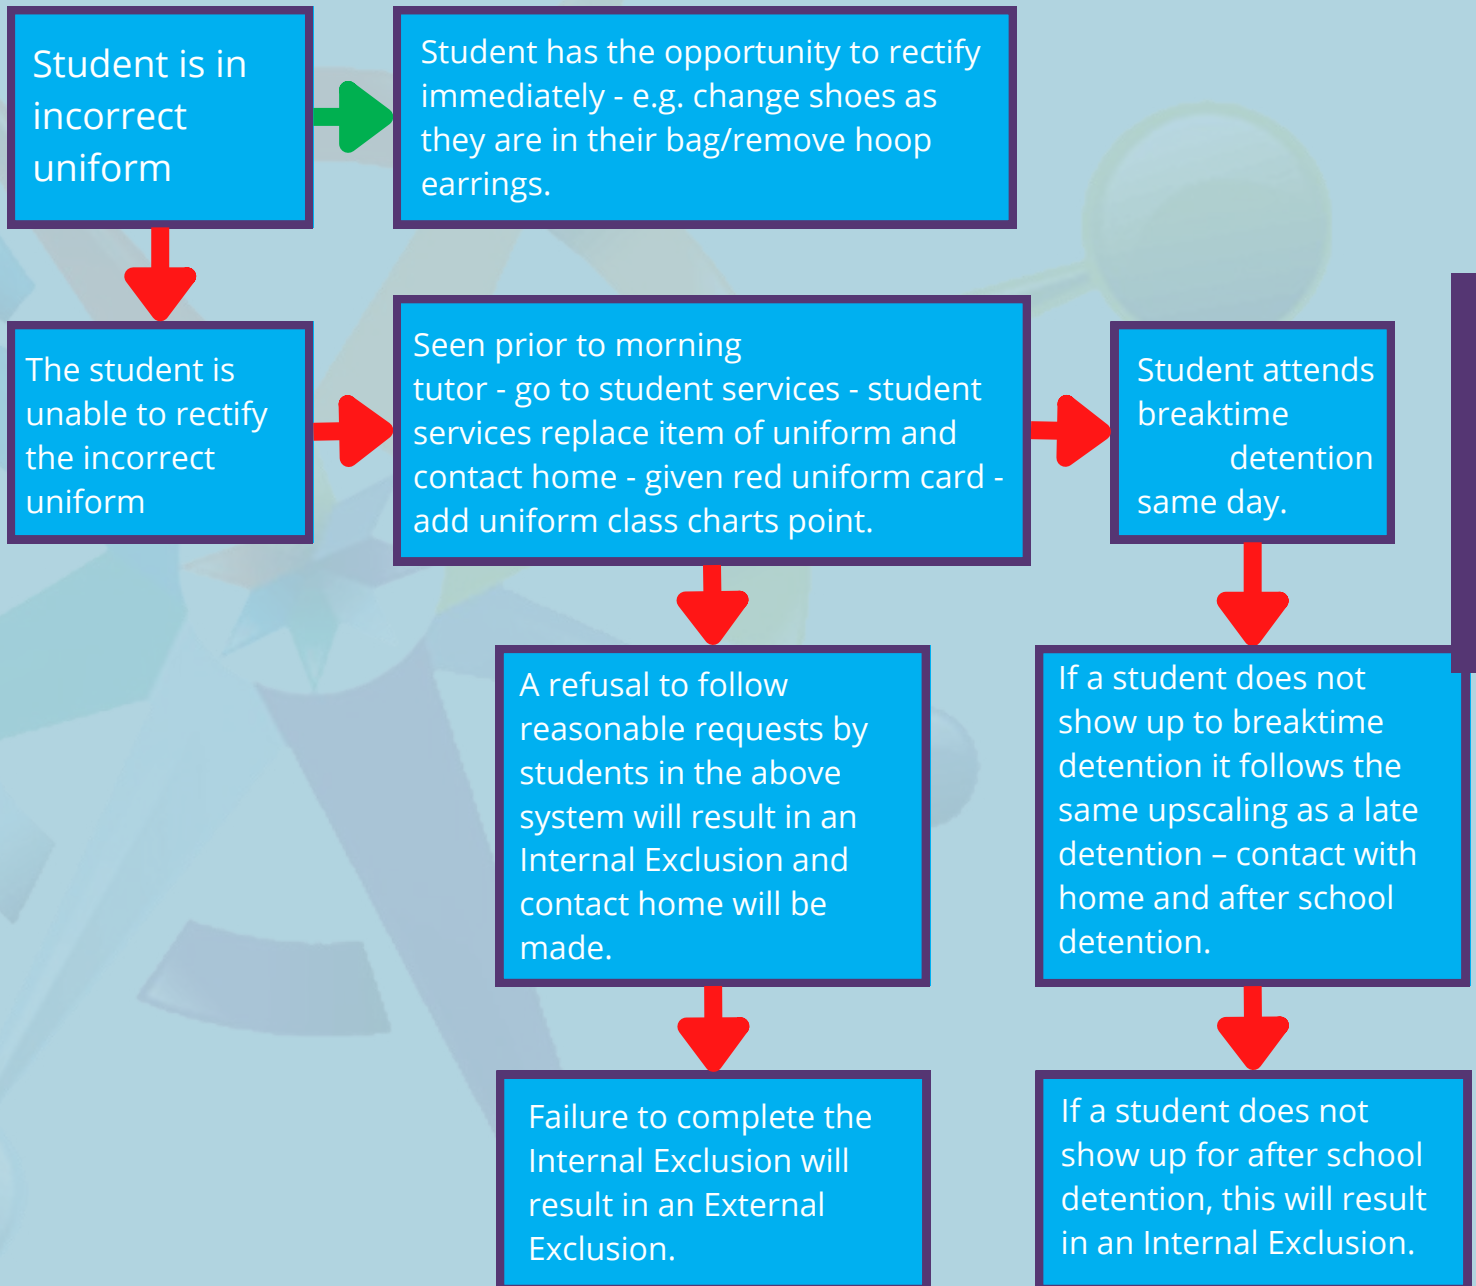 Student is in
incorrect
uniform
Student has the opportunity to rectify
immediately - e.g. change shoes as
they are in their bag/remove hoop
earrings.
The student is
unable to rectify
the incorrect
uniform
Seen prior to morning
tutor - go to student services - student
services replace item of uniform and
contact home - given red uniform card -
add uniform class charts point.
Student attends
breaktime
detention
same day.
A refusal to follow
reasonable requests by
students in the above
system will result in an
Internal Exclusion and
contact home will be
made.
If a student does not
show up to breaktime
detention it follows the
same upscaling as a late
detention – contact with
home and after school
detention.
Failure to complete the
Internal Exclusion will
result in an External
Exclusion.
If a student does not
show up for after school
detention, this will result
in an Internal Exclusion.